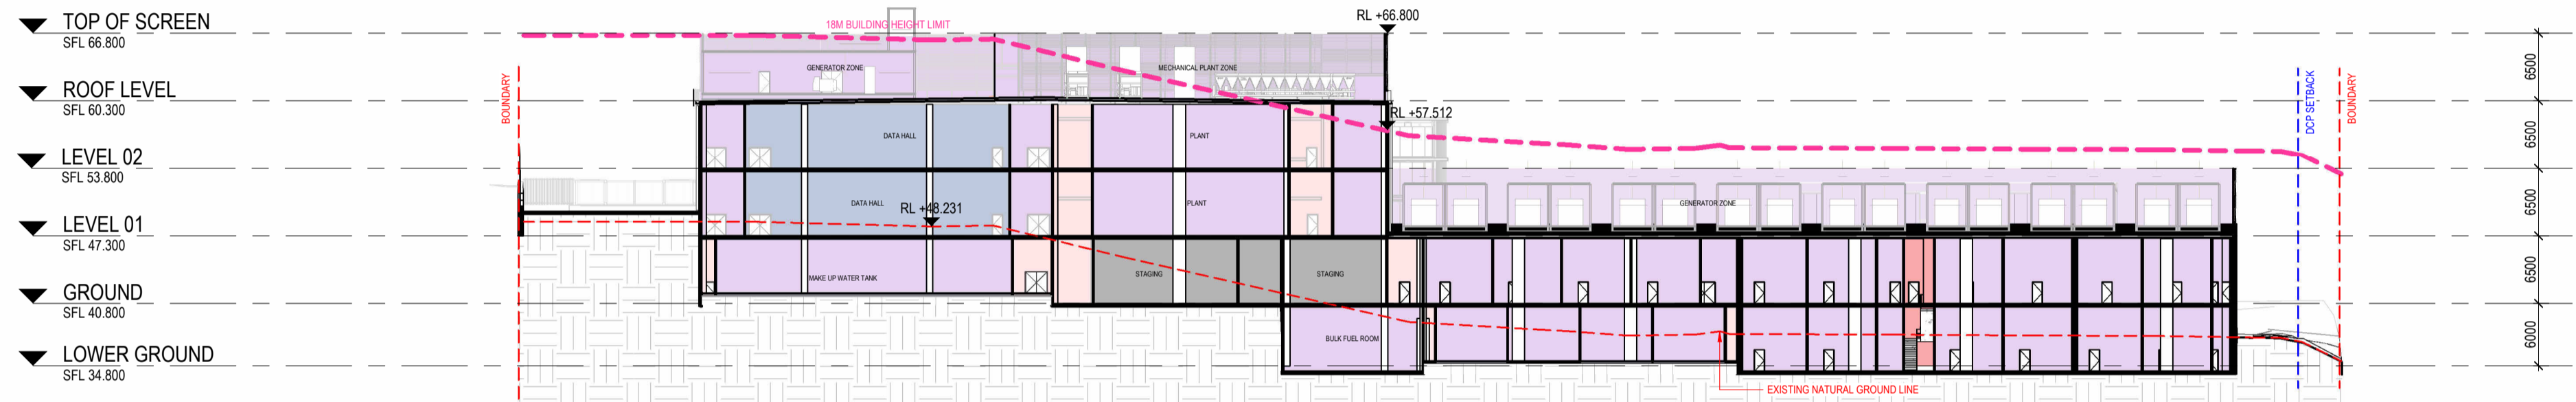 TOP OF SCREEN
SFL 66.800
ROOF LEVEL
SFL 60.300
LEVEL 02
SFL 53.800
LEVEL 01
SFL 47.300
GROUND
SFL 40.800
LOWER GROUND
SFL 34.800
BOUNDARY
18M BUILDING HEIGHT LIMIT
RL +66.800
GENERATOR ZONE
MECHANICAL PLANT ZONE
RL +57.512
DATA HALL
PLANT
DATA HALL
RL +48.231
PLANT
GENERATOR ZONE
MAKE UP WATER TANK
STAGING
STAGING
BULK FUEL ROOM
EXISTING NATURAL GROUND LINE
DCP SETBACK
BOUNDARY
6500
6500
6500
6500
6000